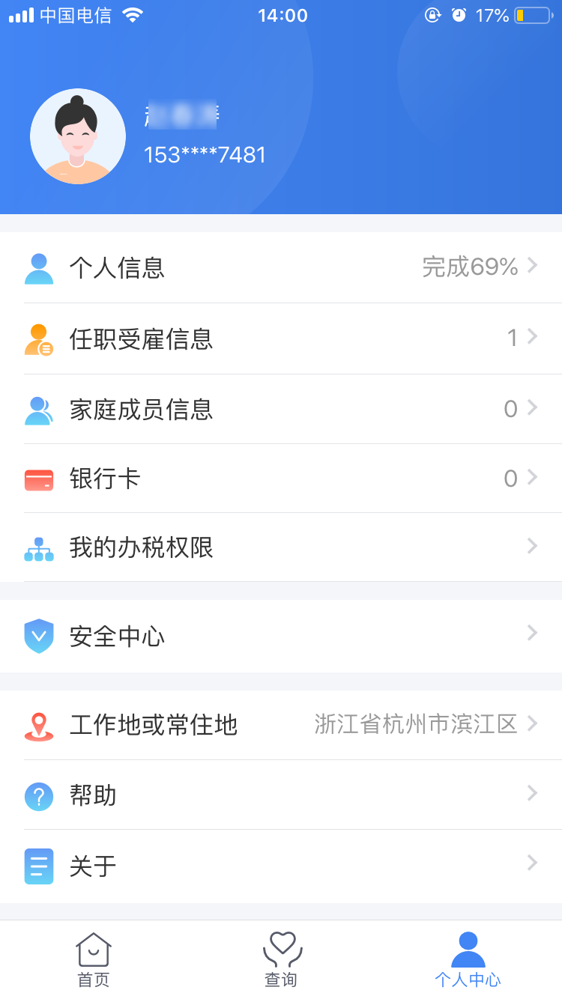 中国电信 14:00 17%
153****7481
个人信息 完成69%
任职受雇信息 1
家庭成员信息 0
银行卡 0
我的办税权限
安全中心
工作地或常住地 浙江省杭州市滨江区
帮助
关于
首页 查询 个人中心